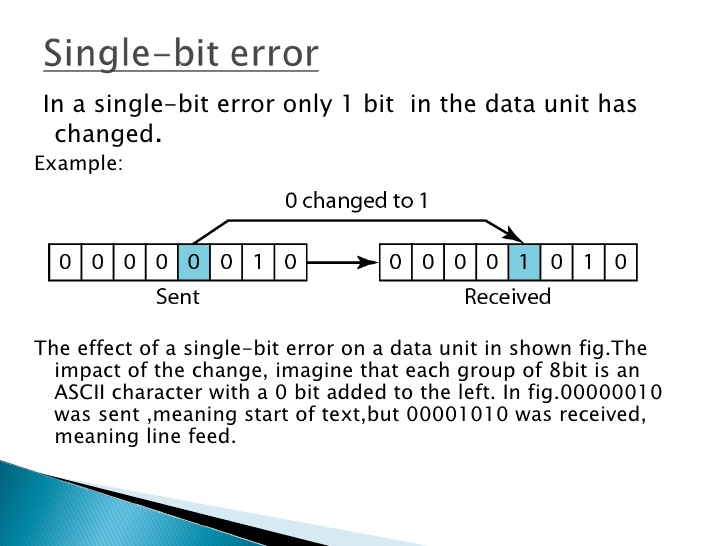 Single-bit error
In a single-bit error only 1 bit in the data unit has
changed.
Example:
0 changed to 1
0 0 0 0 0 0 1 0 0 0 0 0 1 0 1 0
Sent Received
The effect of a single-bit error on a data unit in shown fig.The
impact of the change, imagine that each group of 8bit is an
ASCII character with a 0 bit added to the left. In fig.00000010
was sent ,meaning start of text,but 00001010 was received,
meaning line feed.